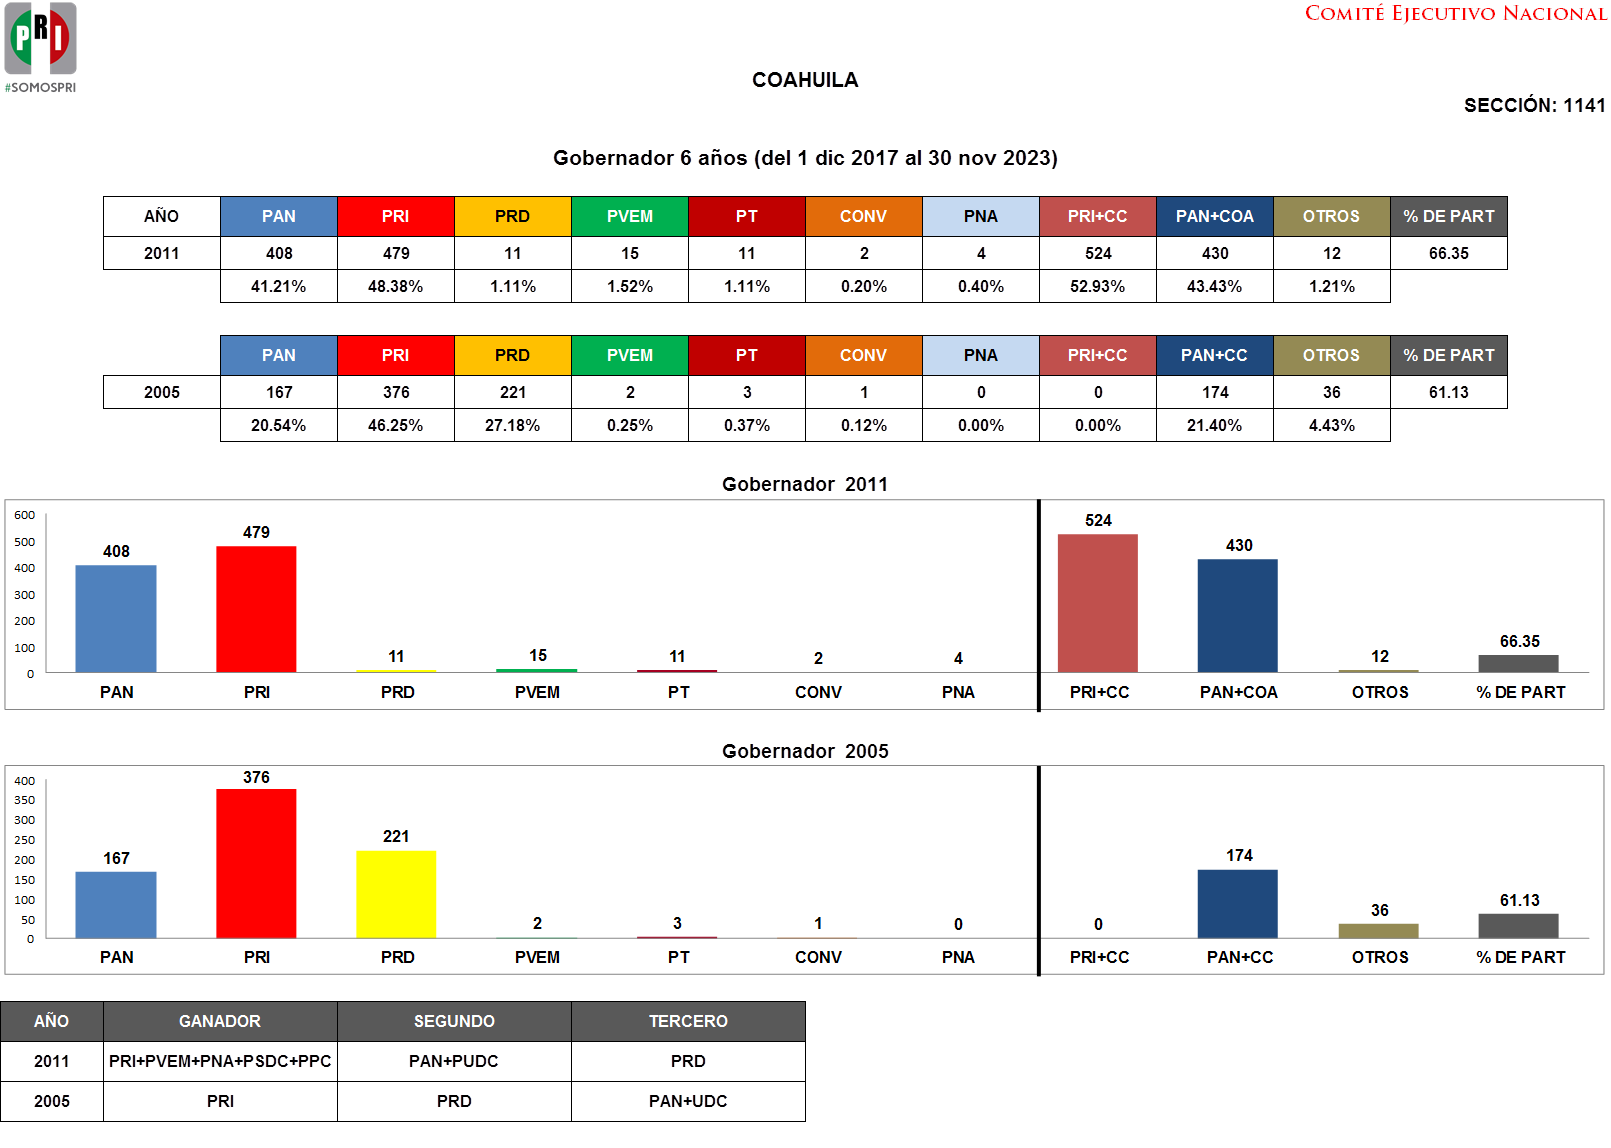 PRI
#SOMOSPRI
COMITÉ EJECUTIVO NACIONAL
COAHUILA
SECCIÓN: 1141
Gobernador 6 años (del 1 dic 2017 al 30 nov 2023)
AÑO PAN PRI PRD PVEM PT CONV PNA PRI+CC PAN+COA OTROS % DE PART
2011 408 479 11 15 11 2 4 524 430 12 66.35
41.21% 48.38% 1.11% 1.52% 1.11% 0.20% 0.40% 52.93% 43.43% 1.21%
PAN PRI PRD PVEM PT CONV PNA PRI+CC PAN+CC OTROS % DE PART
2005 167 376 221 2 3 1 0 0 174 36 61.13
20.54% 46.25% 27.18% 0.25% 0.37% 0.12% 0.00% 0.00% 21.40% 4.43%
Gobernador 2011
600
500
400
300
200
100
0
408 479 11 15 11 2 4 524 430 12 66.35
PAN PRI PRD PVEM PT CONV PNA PRI+CC PAN+COA OTROS % DE PART
Gobernador 2005
400
350
300
250
200
150
100
50
0
167 376 221 2 3 1 0 0 174 36 61.13
PAN PRI PRD PVEM PT CONV PNA PRI+CC PAN+CC OTROS % DE PART
AÑO GANADOR SEGUNDO TERCERO
2011 PRI+PVEM+PNA+PSDC+PPC PAN+PUDC PRD
2005 PRI PRD PAN+UDC